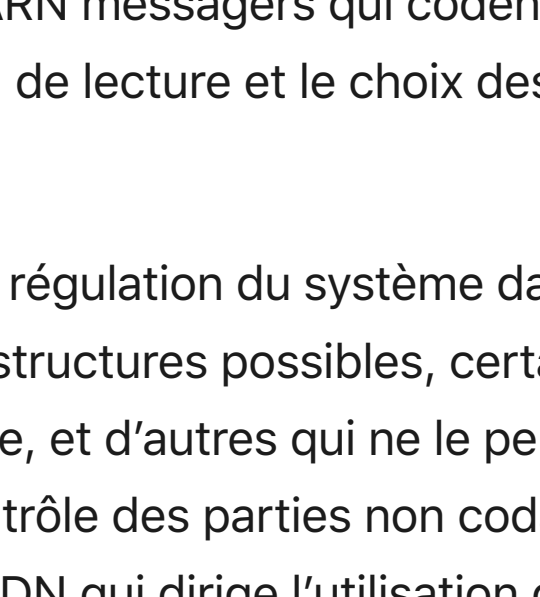 ARN messagers qui coden
de lecture et le choix des
régulation du système da
structures possibles, certa
e, et d’autres qui ne le pe
trôle des parties non cod
DN qui dirige l’utilisation